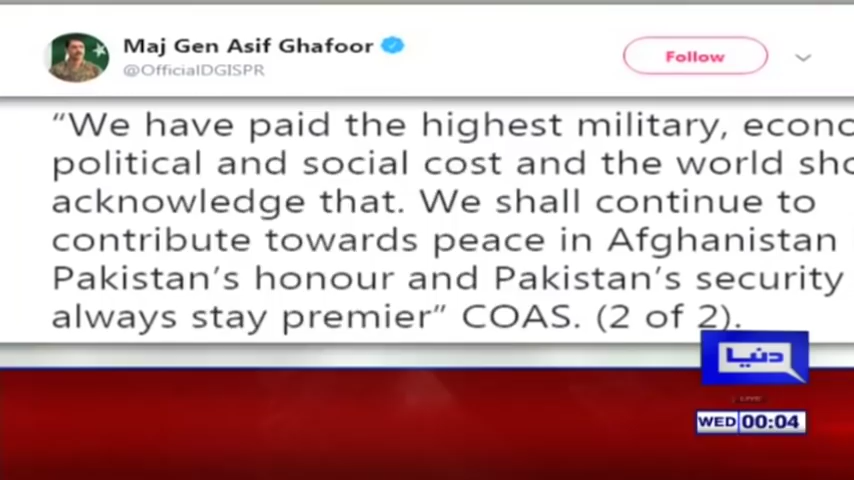 Maj Gen Asif Ghafoor
@OfficialDGISPR
Follow
“We have paid the highest military, econo
political and social cost and the world sho
acknowledge that. We shall continue to
contribute towards peace in Afghanistan
Pakistan’s honour and Pakistan’s security
always stay premier” COAS. (2 of 2).
دنیا
LIVE
WED 00:04